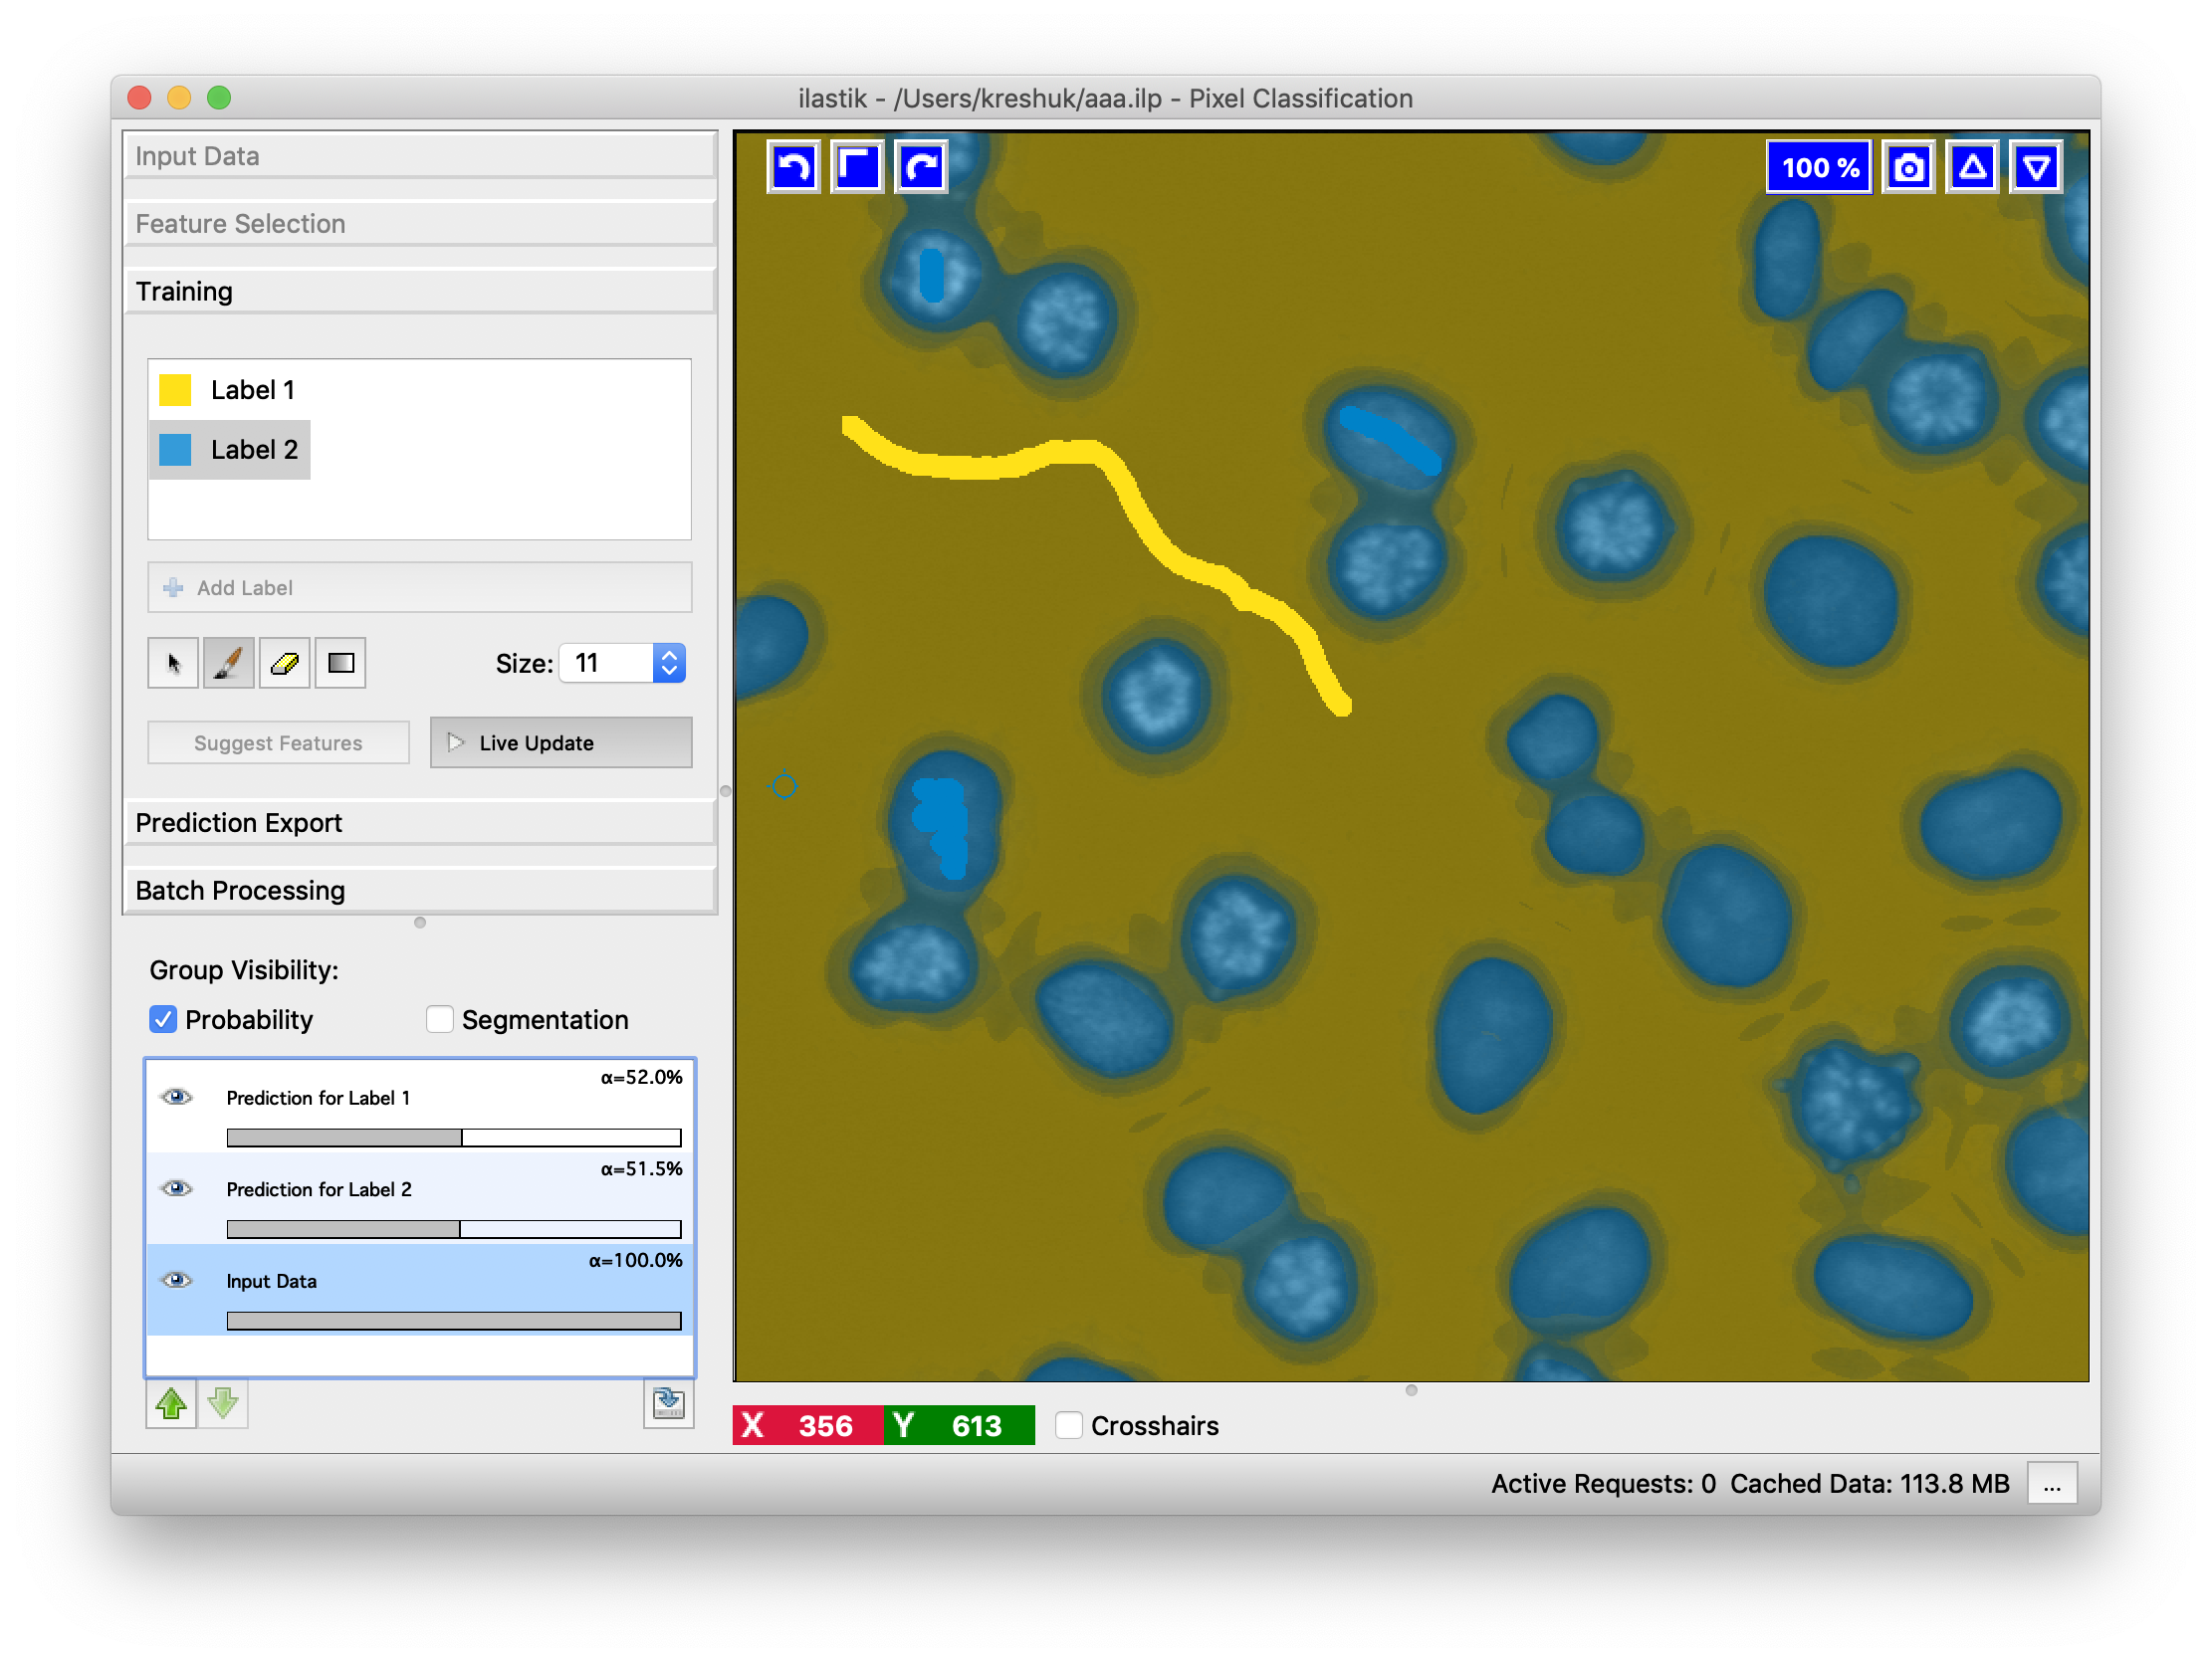 ilastik - /Users/kreshuk/aaa.ilp - Pixel Classification
Input Data
Feature Selection
Training
Label 1
Label 2
Add Label
Size: 11
Suggest Features
Live Update
Prediction Export
Batch Processing
Group Visibility:
Probability
Segmentation
α=52.0%
Prediction for Label 1
α=51.5%
Prediction for Label 2
α=100.0%
Input Data
100 %
X 356 Y 613
Crosshairs
Active Requests: 0 Cached Data: 113.8 MB
...